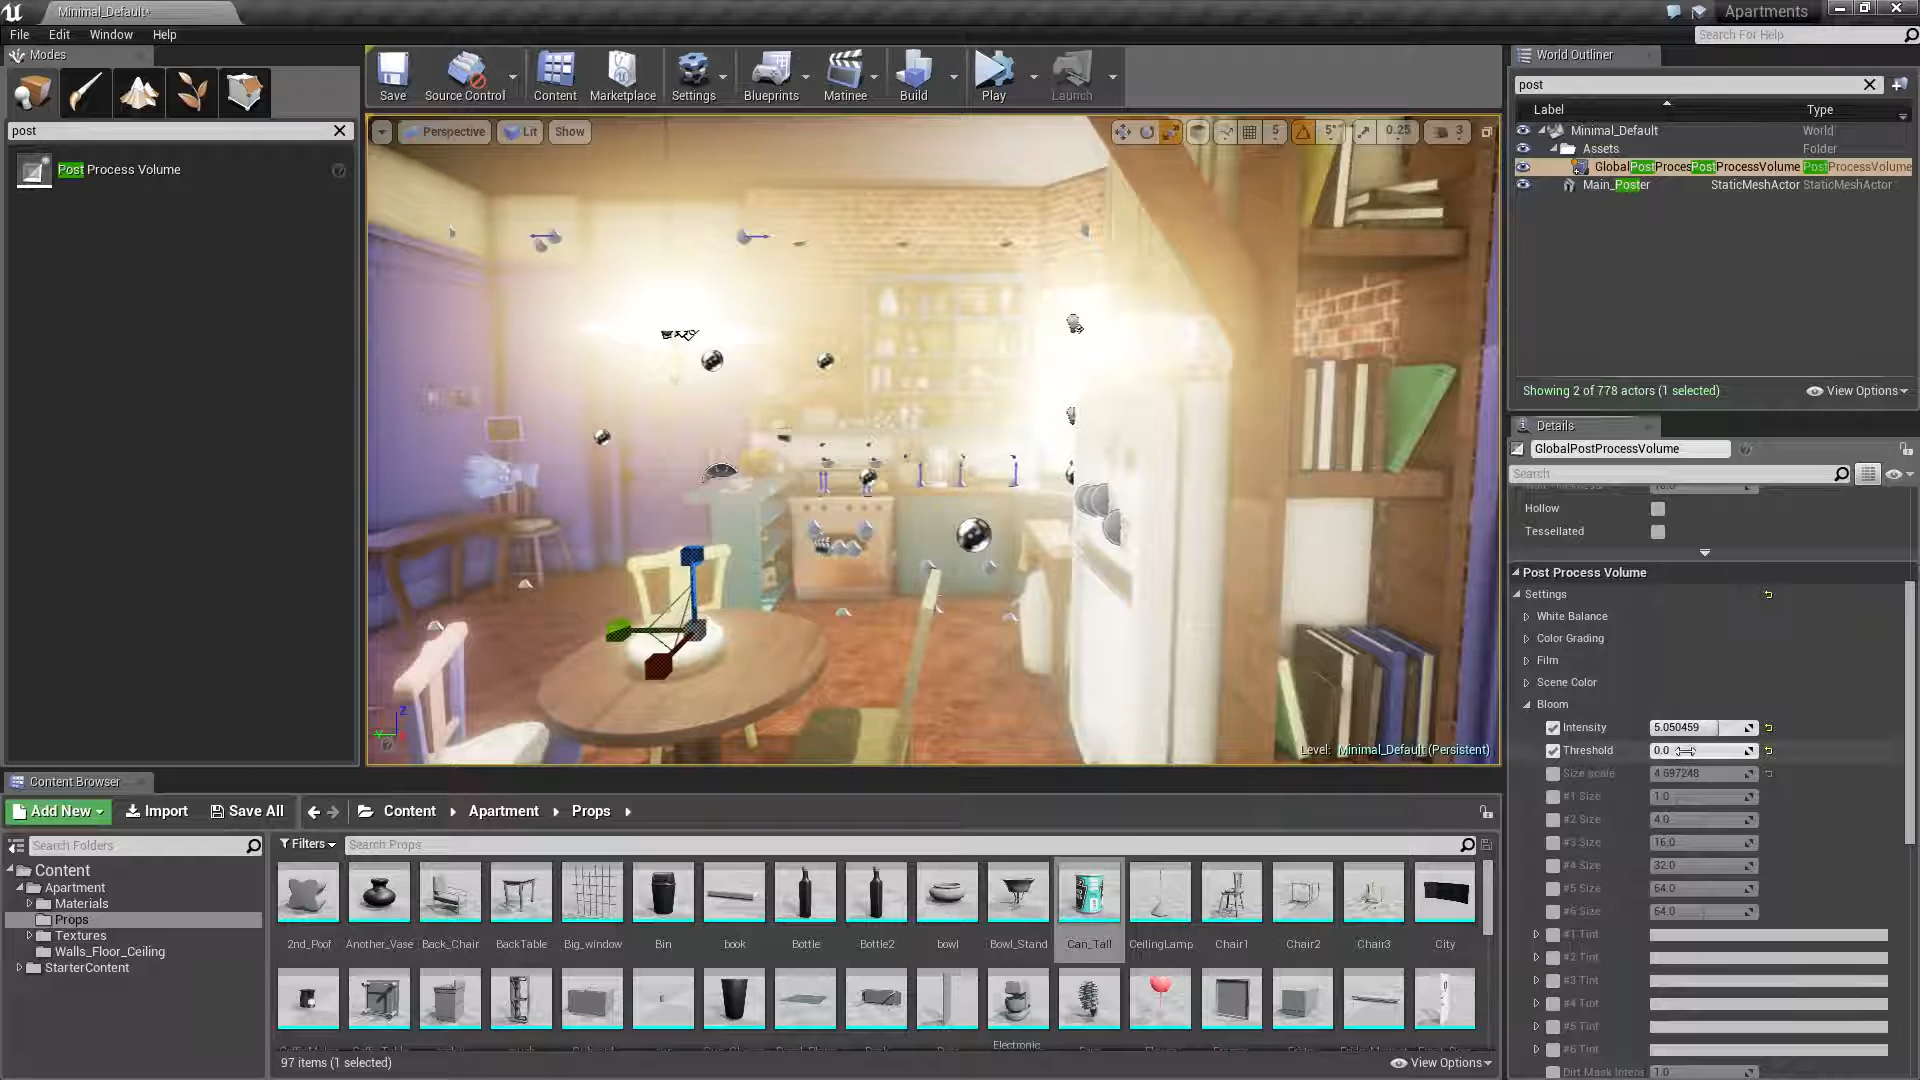 Minimal_Default*
Apartments
File Edit Window Help
Search For Help
Modes
World Outliner
post
Post Process Volume
Save
Source Control
Content
Marketplace
Settings
Blueprints
Matinee
Build
Play
Launch
Perspective
Lit
Show
5
5°
0.25
3
post
Label
Type
Minimal_Default World
Assets Folder
GlobalPostProcesPostProcessVolume PostProcessVolume
Main_Poster StaticMeshActor StaticMeshActor
Showing 2 of 778 actors (1 selected)
View Options
Details
GlobalPostProcessVolume
Search
Hollow
Tessellated
Post Process Volume
Settings
White Balance
Color Grading
Film
Scene Color
Bloom
Intensity 5.050459
Threshold 0.0
Size scale 4.697248
#1 Size 1.0
#2 Size 4.0
#3 Size 16.0
#4 Size 32.0
#5 Size 64.0
#6 Size 64.0
#1 Tint
#2 Tint
#3 Tint
#4 Tint
#5 Tint
#6 Tint
Dirt Mask Intens 1.0
Z
Y
Level: Minimal_Default (Persistent)
Content Browser
Add New
Import
Save All
Content
Apartment
Props
Search Folders
Filters
Search Props
Content
Apartment
Materials
Props
Textures
Walls_Floor_Ceiling
StarterContent
2nd_Poof
Another_Vase
Back_Chair
BackTable
Big_window
Bin
book
Bottle
Bottle2
bowl
Bowl_Stand
Can_Tall
CeilingLamp
Chair1
Chair2
Chair3
City
Electronic
97 items (1 selected)
View Options